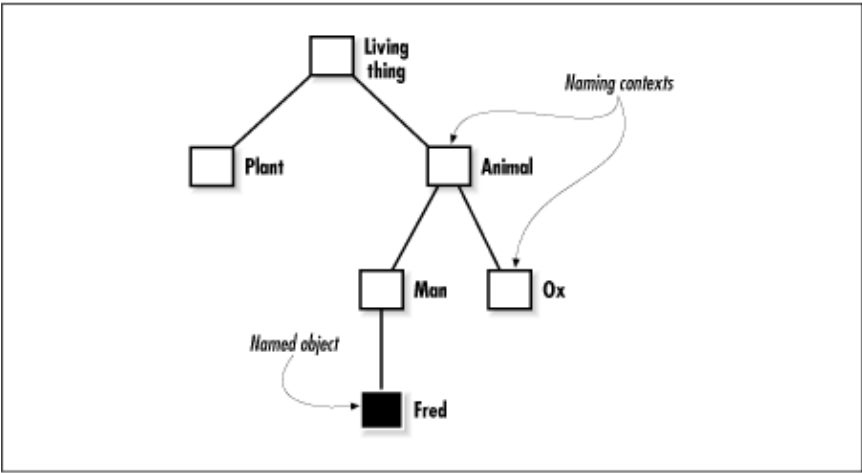 Living
thing
Naming contexts
Plant
Animal
Man
Ox
Named object
Fred